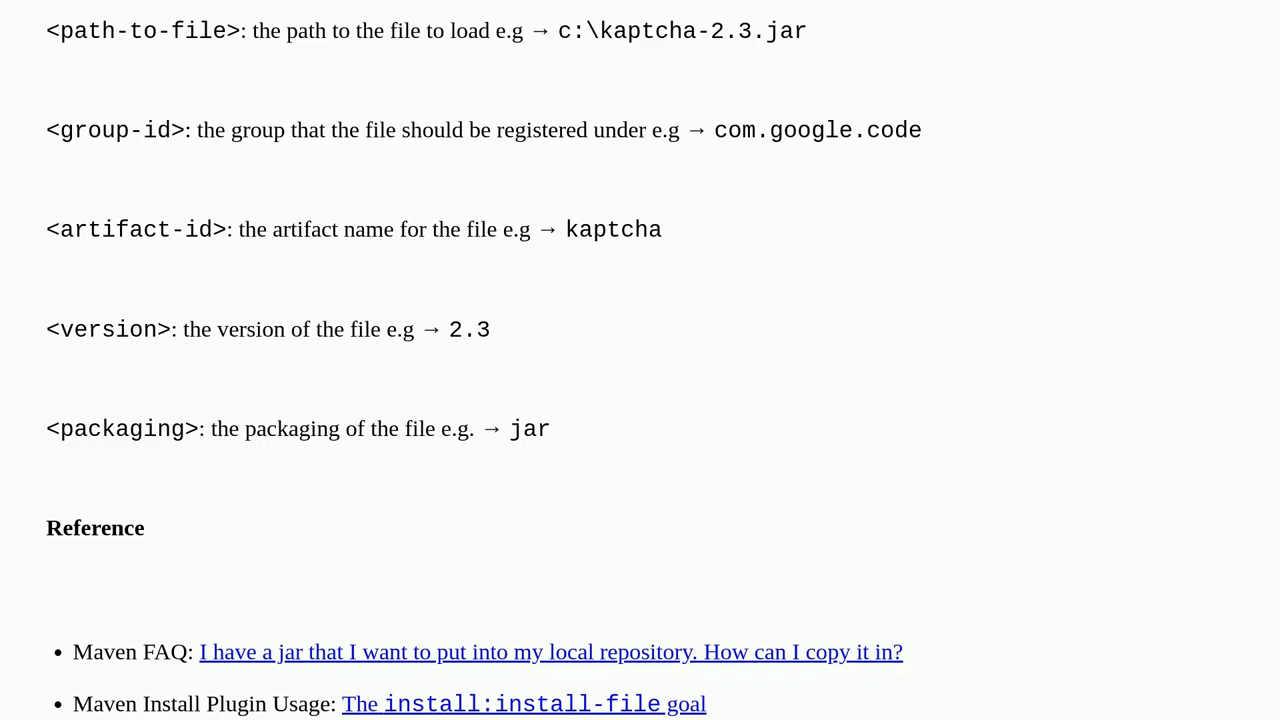 <path-to-file>: the path to the file to load e.g → c:\kaptcha-2.3.jar
<group-id>: the group that the file should be registered under e.g → com.google.code
<artifact-id>: the artifact name for the file e.g → kaptcha
<version>: the version of the file e.g → 2.3
<packaging>: the packaging of the file e.g. → jar
Reference
• Maven FAQ: I have a jar that I want to put into my local repository. How can I copy it in?
• Maven Install Plugin Usage: The install:install-file goal